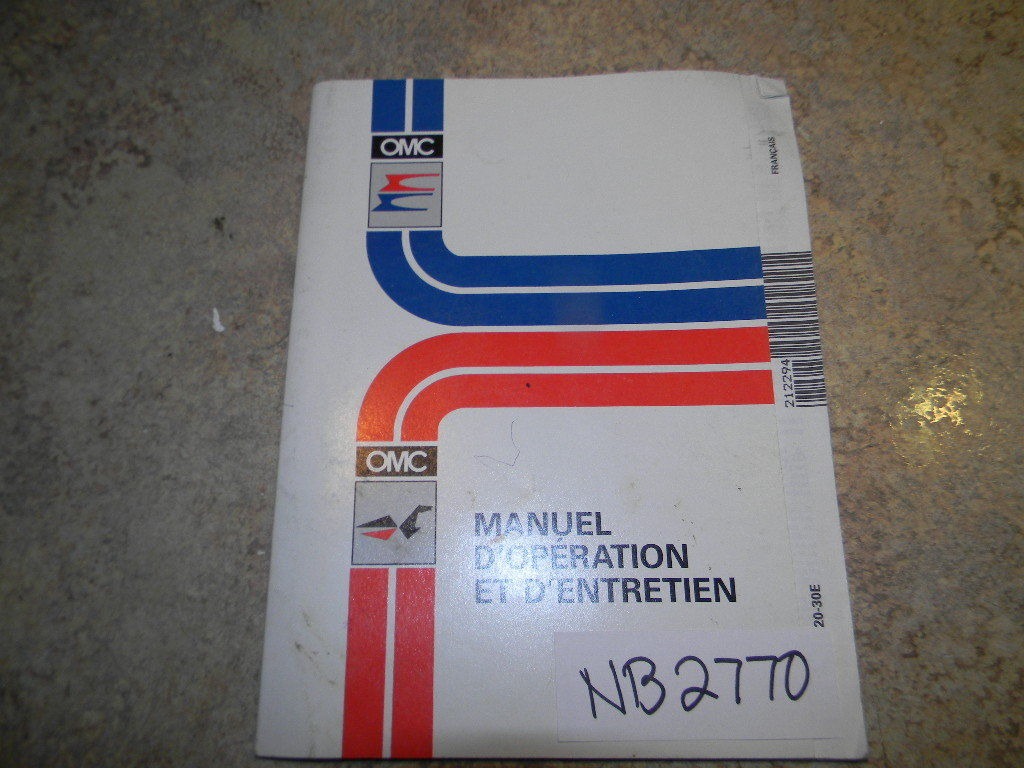 OMC
FRANÇAIS
212294
OMC
MANUEL
D'OPÉRATION
ET D'ENTRETIEN
20-30E
NB2770